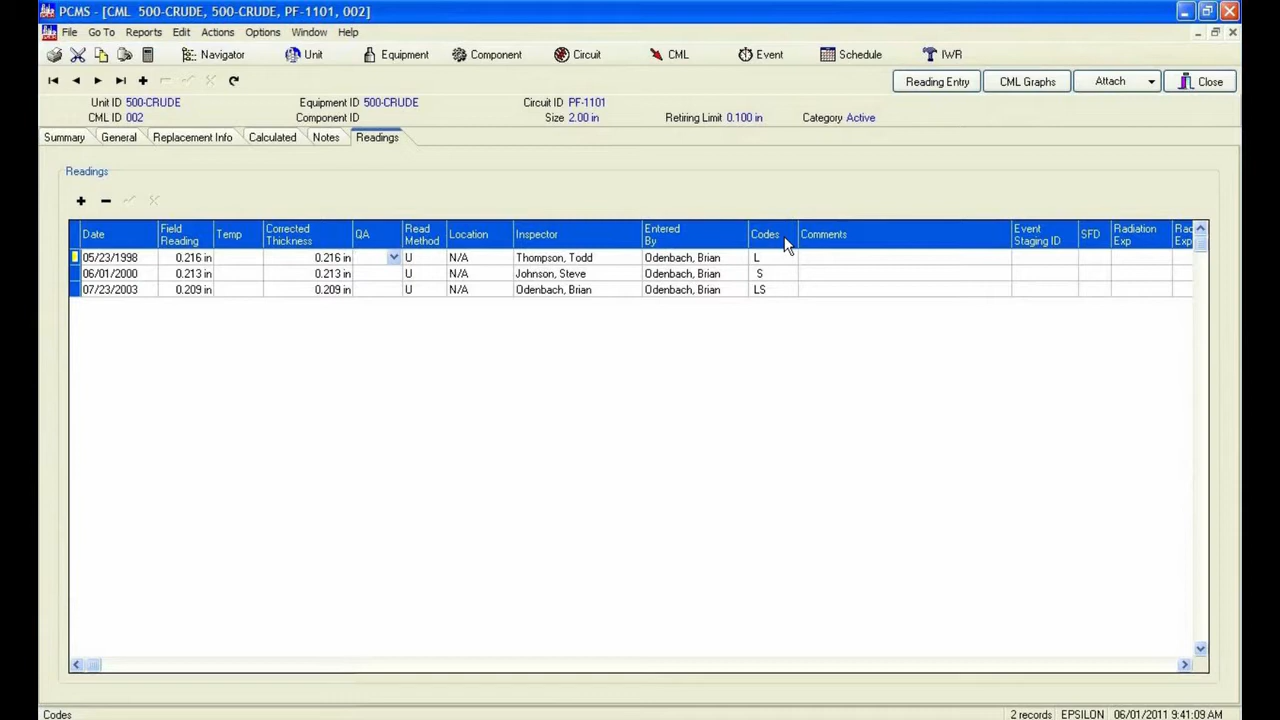 PCMS - [CML 500-CRUDE, 500-CRUDE, PF-1101, 002]
File Go To Reports Edit Actions Options Window Help
Navigator Unit Equipment Component Circuit CML Event Schedule IWR
Reading Entry CML Graphs Attach Close
Unit ID 500-CRUDE Equipment ID 500-CRUDE Circuit ID PF-1101
CML ID 002 Component ID Size 2.00 in Retiring Limit 0.100 in Category Active
Summary General Replacement Info Calculated Notes Readings
Readings
Date Field Reading Temp Corrected Thickness QA Read Method Location Inspector Entered By Codes Comments Event Staging ID SFD Radiation Exp Rac Exp
05/23/1998 0.216 in 0.216 in U N/A Thompson, Todd Odenbach, Brian L
06/01/2000 0.213 in 0.213 in U N/A Johnson, Steve Odenbach, Brian S
07/23/2003 0.209 in 0.209 in U N/A Odenbach, Brian Odenbach, Brian LS
Codes 2 records EPSILON 06/01/2011 9:41:09 AM